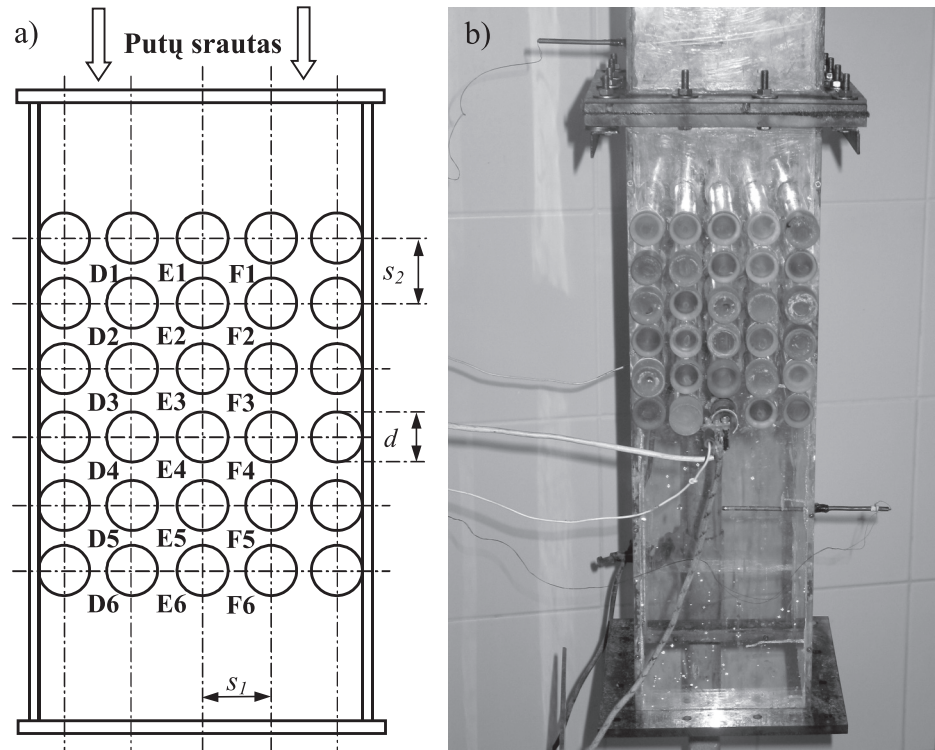 a)
Putų srautas
b)
D1 E1 F1
s2
D2 E2 F2
D3 E3 F3
d
D4 E4 F4
D5 E5 F5
D6 E6 F6
s1